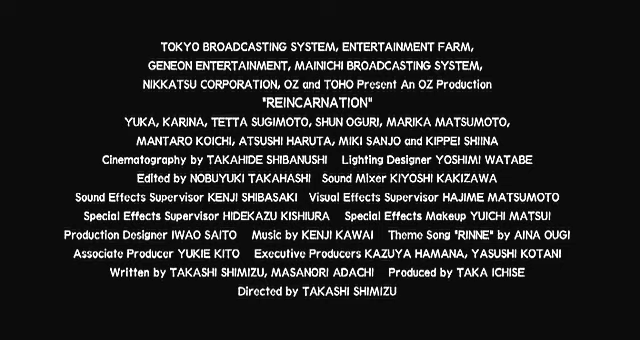 TOKYO BROADCASTING SYSTEM, ENTERTAINMENT FARM,
GENEON ENTERTAINMENT, MAINICHI BROADCASTING SYSTEM,
NIKKATSU CORPORATION, OZ and TOHO Present An OZ Production
"REINCARNATION"
YUKA, KARINA, TETTA SUGIMOTO, SHUN OGURI, MARIKA MATSUMOTO,
MANTARO KOICHI, ATSUSHI HARUTA, MIKI SANJO and KIPPEI SHIINA
Cinematography by TAKAHIDE SHIBANUSHI Lighting Designer YOSHIMI WATABE
Edited by NOBUYUKI TAKAHASHI Sound Mixer KIYOSHI KAKIZAWA
Sound Effects Supervisor KENJI SHIBASAKI Visual Effects Supervisor HAJIME MATSUMOTO
Special Effects Supervisor HIDEKAZU KISHIURA Special Effects Makeup YUICHI MATSUI
Production Designer IWAO SAITO Music by KENJI KAWAI Theme Song "RINNE" by AINA OUGI
Associate Producer YUKIE KITO Executive Producers KAZUYA HAMANA, YASUSHI KOTANI
Written by TAKASHI SHIMIZU, MASANORI ADACHI Produced by TAKA ICHISE
Directed by TAKASHI SHIMIZU